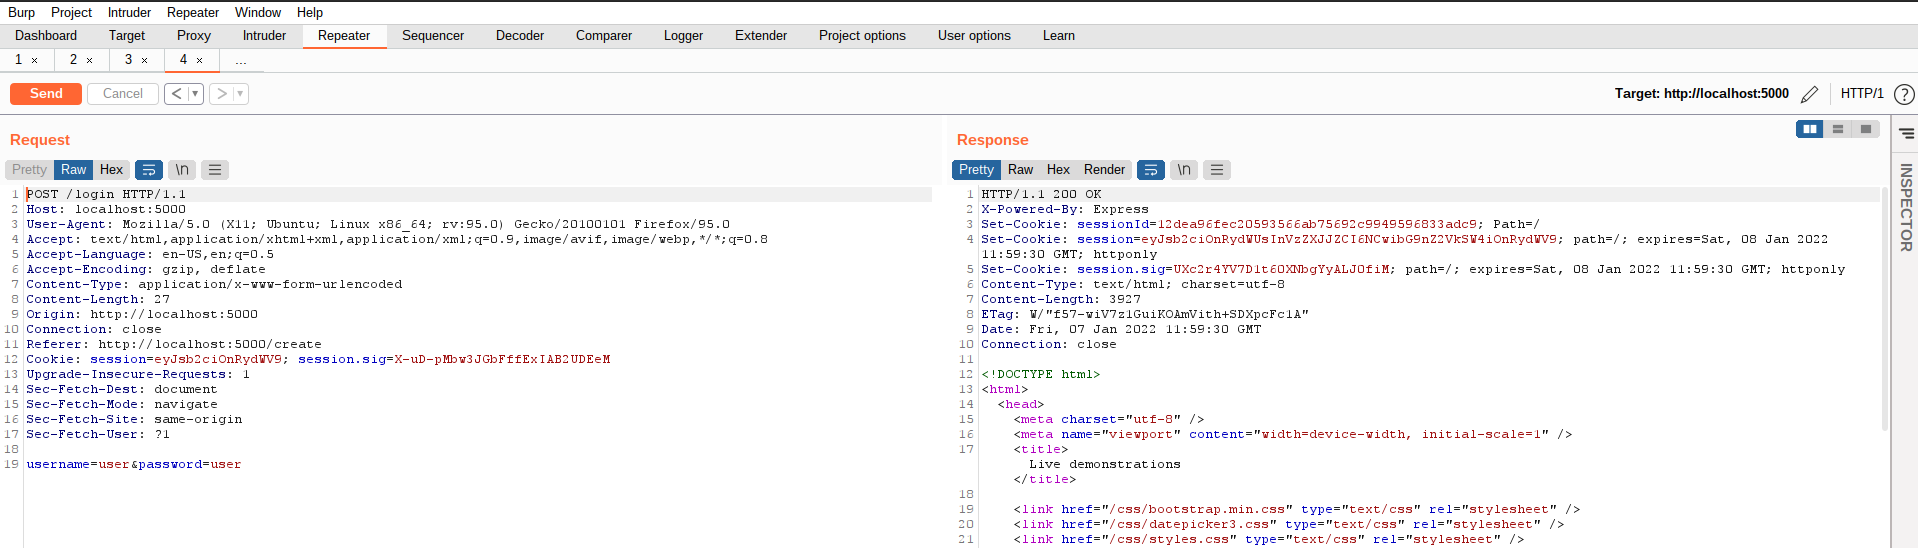 Burp Project Intruder Repeater Window Help
Dashboard Target Proxy Intruder Repeater Sequencer Decoder Comparer Logger Extender Project options User options Learn
1 × 2 × 3 × 4 × ...
Send Cancel < ▾ > ▾ Target: http://localhost:5000 HTTP/1 ?
Request
Pretty Raw Hex \n
1 POST /login HTTP/1.1
2 Host: localhost:5000
3 User-Agent: Mozilla/5.0 (X11; Ubuntu; Linux x86_64; rv:95.0) Gecko/20100101 Firefox/95.0
4 Accept: text/html,application/xhtml+xml,application/xml;q=0.9,image/avif,image/webp,*/*;q=0.8
5 Accept-Language: en-US,en;q=0.5
6 Accept-Encoding: gzip, deflate
7 Content-Type: application/x-www-form-urlencoded
8 Content-Length: 27
9 Origin: http://localhost:5000
10 Connection: close
11 Referer: http://localhost:5000/create
12 Cookie: session=eyJsb2ciOnRydWV9; session.sig=X-uD-pMbw3JGbFffExIAB2UDEeM
13 Upgrade-Insecure-Requests: 1
14 Sec-Fetch-Dest: document
15 Sec-Fetch-Mode: navigate
16 Sec-Fetch-Site: same-origin
17 Sec-Fetch-User: ?1
18
19 username=user&password=user
Response
Pretty Raw Hex Render \n
1 HTTP/1.1 200 OK
2 X-Powered-By: Express
3 Set-Cookie: sessionId=12dea96fec20593566ab75692c9949596833adc9; Path=/
4 Set-Cookie: session=eyJsb2ciOnRydWUsInVzZXJJZCI6NCwibG9nZ2VkSW4iOnRydWV9; path=/; expires=Sat, 08 Jan 2022
11:59:30 GMT; httponly
5 Set-Cookie: session.sig=UXc2r4YV7D1t6OXNbgYyALJOfiM; path=/; expires=Sat, 08 Jan 2022 11:59:30 GMT; httponly
6 Content-Type: text/html; charset=utf-8
7 Content-Length: 3927
8 ETag: W/"f57-wiV7z1GuiKOAmVith+SDXpcFc1A"
9 Date: Fri, 07 Jan 2022 11:59:30 GMT
10 Connection: close
11
12 <!DOCTYPE html>
13 <html>
14 <head>
15 <meta charset="utf-8" />
16 <meta name="viewport" content="width=device-width, initial-scale=1" />
17 <title>
Live demonstrations
</title>
18
19 <link href="/css/bootstrap.min.css" type="text/css" rel="stylesheet" />
20 <link href="/css/datepicker3.css" type="text/css" rel="stylesheet" />
21 <link href="/css/styles.css" type="text/css" rel="stylesheet" />
INSPECTOR